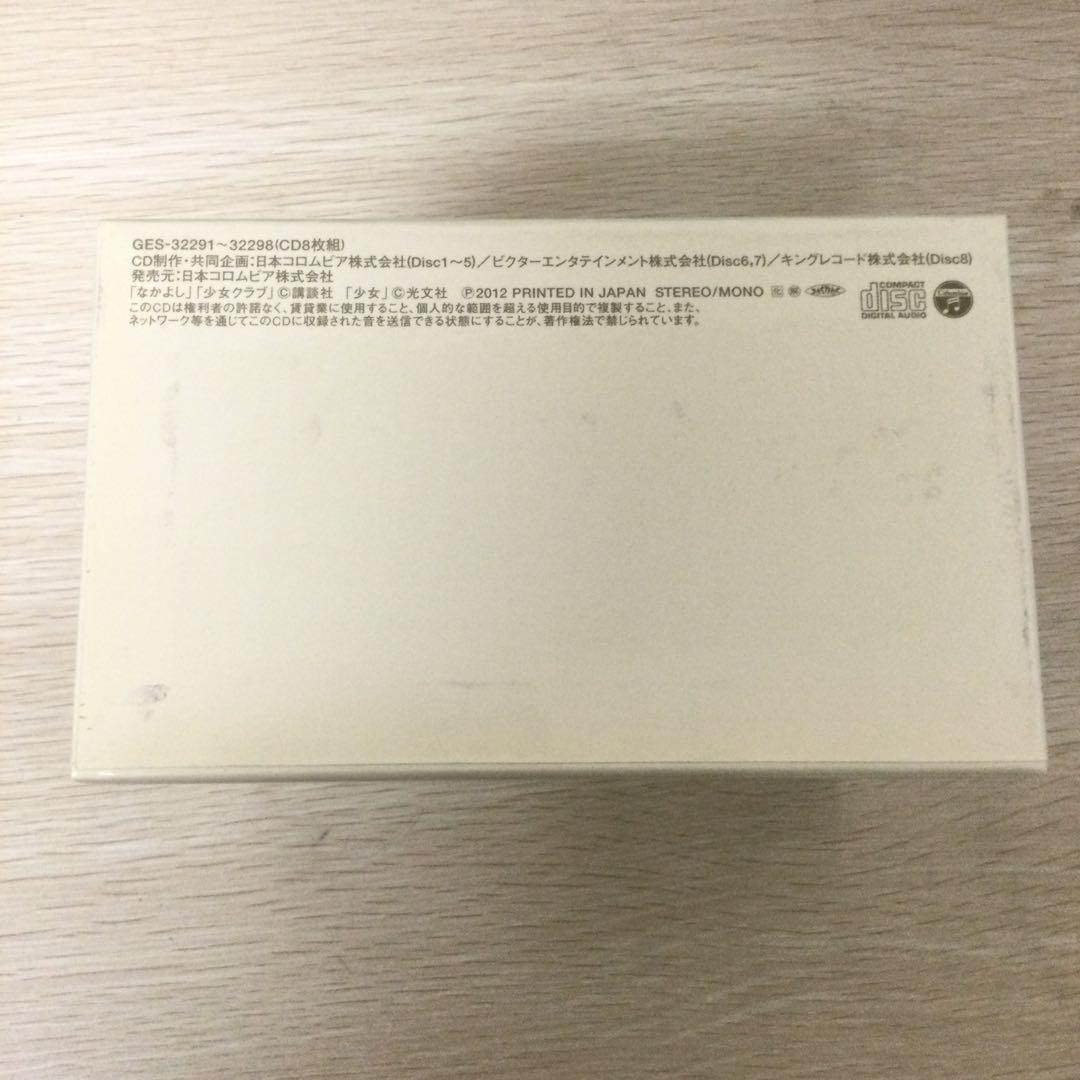 GES-32291～32298(CD8枚組)
CD制作・共同企画：日本コロムビア株式会社(Disc1～5)／ビクターエンタテインメント株式会社(Disc6,7)／キングレコード株式会社(Disc8)
発売元：日本コロムビア株式会社
「なかよし」「少女クラブ」©講談社 「少女」©光文社 ℗2012 PRINTED IN JAPAN STEREO/MONO
このCDは権利者の許諾なく、賃貸業に使用すること、個人的な範囲を超える使用目的で複製すること、また、
ネットワーク等を通じてこのCDに収録された音を送信できる状態にすることが、著作権法で禁じられています。
COMPACT
disc
DIGITAL AUDIO